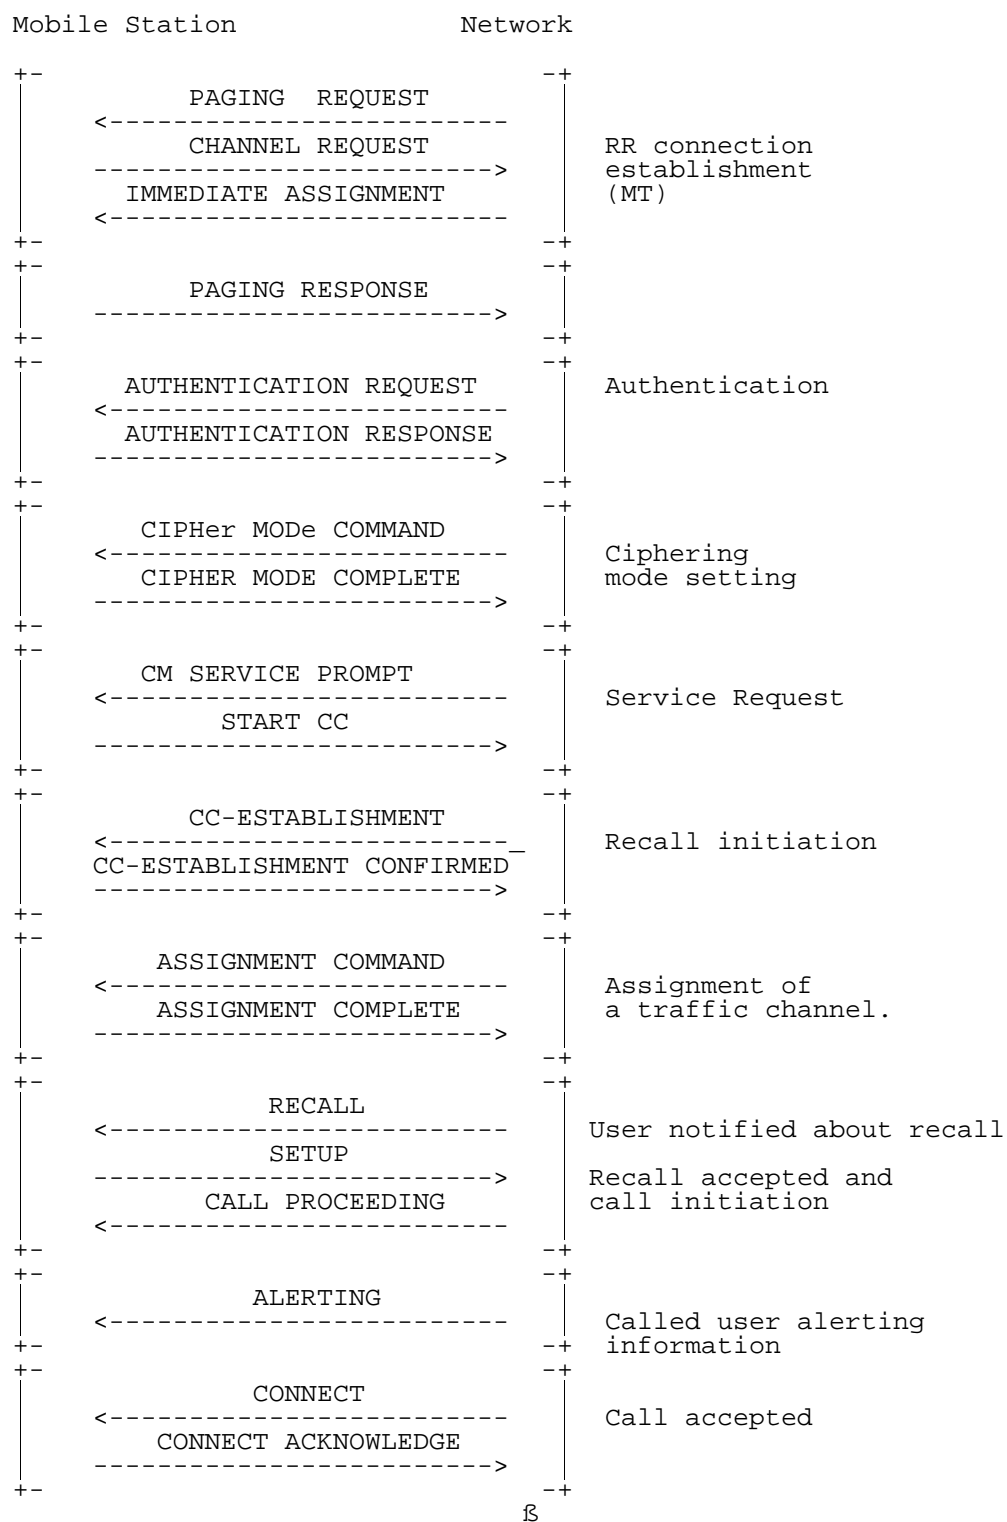 Mobile Station Network
+- -+
PAGING REQUEST
<-------------------------
CHANNEL REQUEST RR connection
-------------------------> establishment
IMMEDIATE ASSIGNMENT (MT)
<-------------------------
+- -+
+- -+
PAGING RESPONSE
------------------------->
+- -+
+- -+
AUTHENTICATION REQUEST Authentication
<-------------------------
AUTHENTICATION RESPONSE
------------------------->
+- -+
+- -+
CIPHer MODe COMMAND
<------------------------- Ciphering
CIPHER MODE COMPLETE mode setting
------------------------->
+- -+
+- -+
CM SERVICE PROMPT
<------------------------- Service Request
START CC
------------------------->
+- -+
+- -+
CC-ESTABLISHMENT
<-------------------------_ Recall initiation
CC-ESTABLISHMENT CONFIRMED
------------------------->
+- -+
+- -+
ASSIGNMENT COMMAND
<------------------------- Assignment of
ASSIGNMENT COMPLETE a traffic channel.
------------------------->
+- -+
+- -+
RECALL
<------------------------- User notified about recall
SETUP
-------------------------> Recall accepted and
CALL PROCEEDING call initiation
<-------------------------
+- -+
+- -+
ALERTING
<------------------------- Called user alerting
+- -+ information
+- -+
CONNECT
<------------------------- Call accepted
CONNECT ACKNOWLEDGE
------------------------->
+- -+
ß